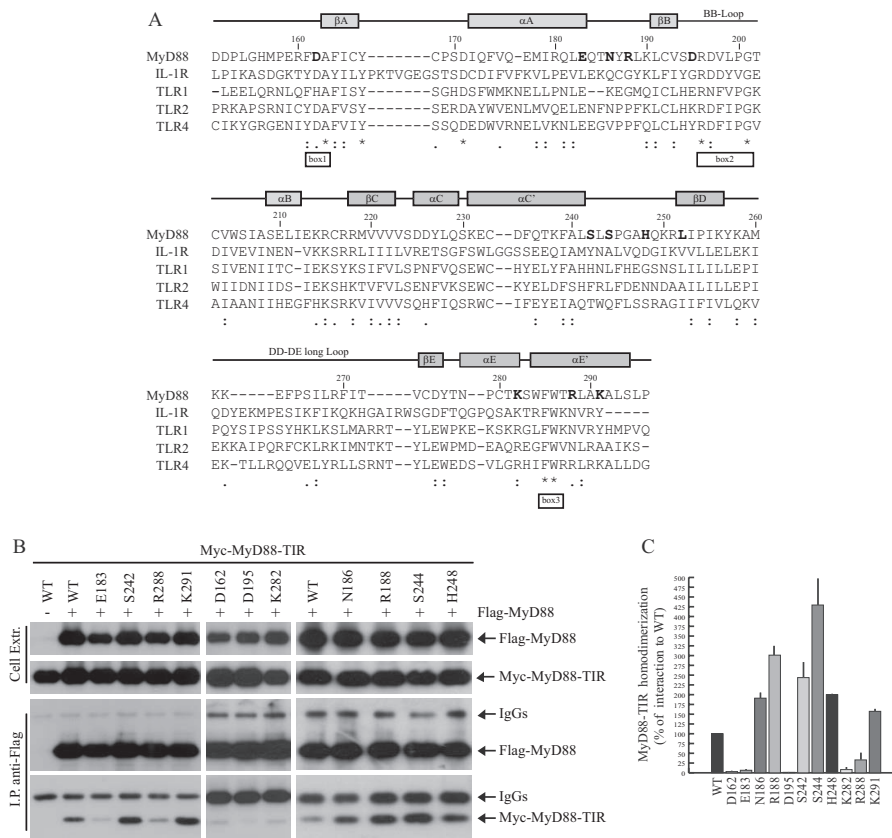 A
βA αA βB BB-Loop
160 170 180 190 200
MyD88 DDPLGHMPERFDAFICY-------CPSDIQFVQ-EMIRQLEQTNYRLKLCVSDRDVLPGT
IL-1R LPIKASDGKTYDAYILYPKTVGEGSTSDCDIFVFKVLPEVLEKQCGYKLFIYGRDDYVGE
TLR1 -LEELQRNLQFHAFISY-------SGHDSFWMKNELLPNLE-KEGMQICLHERNFVPGK
TLR2 PRKAPSRNICYDAFVSY-------SERDAYWVENLMVQELENFNPPFKLCLHKRDFIPGK
TLR4 CIKYGRGENIYDAFVIY-------SSQDEDWVRNELVKNLEEGVPPFQLCLHYRDFIPGV
box1 box2
αB βC αC αC’ βD
210 220 230 240 250 260
MyD88 CVWSIASELIEKRCRRMVVVVSDDYLQSKEC--DFQTKFALSLSPGAHQKRLIPIKYKAM
IL-1R DIVEVINEN-VKKSRRLIIILVRETSGFSWLGGSSEEQIAMYNALVQDGIKVVLLELEKI
TLR1 SIVENIITC-IEKSYKSIFVLSPNFVQSEWC--HYELYFAHHNLFHEGSNSLILILLEPI
TLR2 WIIDNIIDS-IEKSHKTVFVLSENFVKSEWC--KYELDFSHFRLFDENNDAAILILLEPI
TLR4 AIAANIIHEGFHKSRKVIVVVSQHFIQSRWC--IFEYEIAQTWQFLSSRAGIIFIVLQKV
DD-DE long Loop βE αE αE’
270 280 290
MyD88 KK-----EFPSILRFIT------VCDYTN--PCTKSWFWTRLAKALSLP
IL-1R QDYEKMPESIKFIKQKHGAIRWSGDFTQGPQSAKTRFWKNVRY-----
TLR1 PQYSIPSSYHKLKSLMARRT---YLEWPKE-KSKRGLFWKNVRYHMPVQ
TLR2 EKKAIPQRFCKLRKIMNTKT---YLEWPMD-EAQREGFWVNLRAAIKS-
TLR4 EK-TLLRQQVELYRLLSRNT---YLEWEDS-VLGRHIFWRRLRKALLDG
box3
B
Myc-MyD88-TIR
WT WT E183 S242 R288 K291 D162 D195 K282 WT N186 R188 S244 H248
- + + + + + + + + + + + + + Flag-MyD88
Cell Extr.
Flag-MyD88
Myc-MyD88-TIR
I.P. anti-Flag
IgGs
Flag-MyD88
IgGs
Myc-MyD88-TIR
C
MyD88-TIR homodimerization
(% of interaction to WT)
500
475
450
425
400
375
350
325
300
275
250
225
200
175
150
125
100
75
50
25
0
WT D162 E183 N186 R188 D195 S242 S244 H248 K282 R288 K291